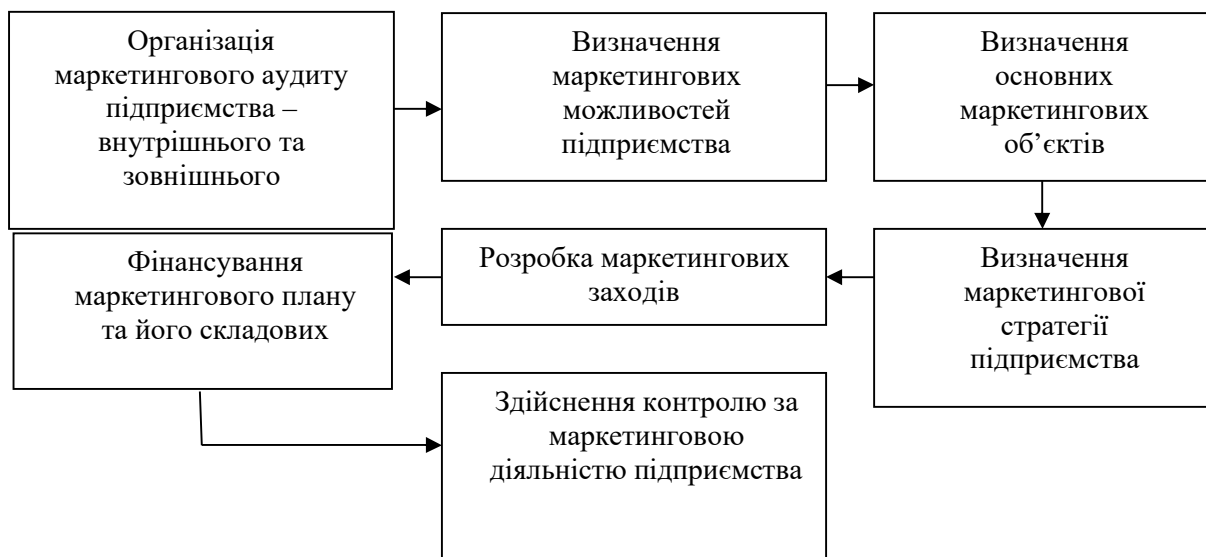 Організація
маркетингового аудиту
підприємства –
внутрішнього та
зовнішнього
Визначення
маркетингових
можливостей
підприємства
Визначення
основних
маркетингових
об’єктів
Визначення
маркетингової
стратегії
підприємства
Розробка маркетингових
заходів
Фінансування
маркетингового плану
та його складових
Здійснення контролю за
маркетинговою
діяльністю підприємства